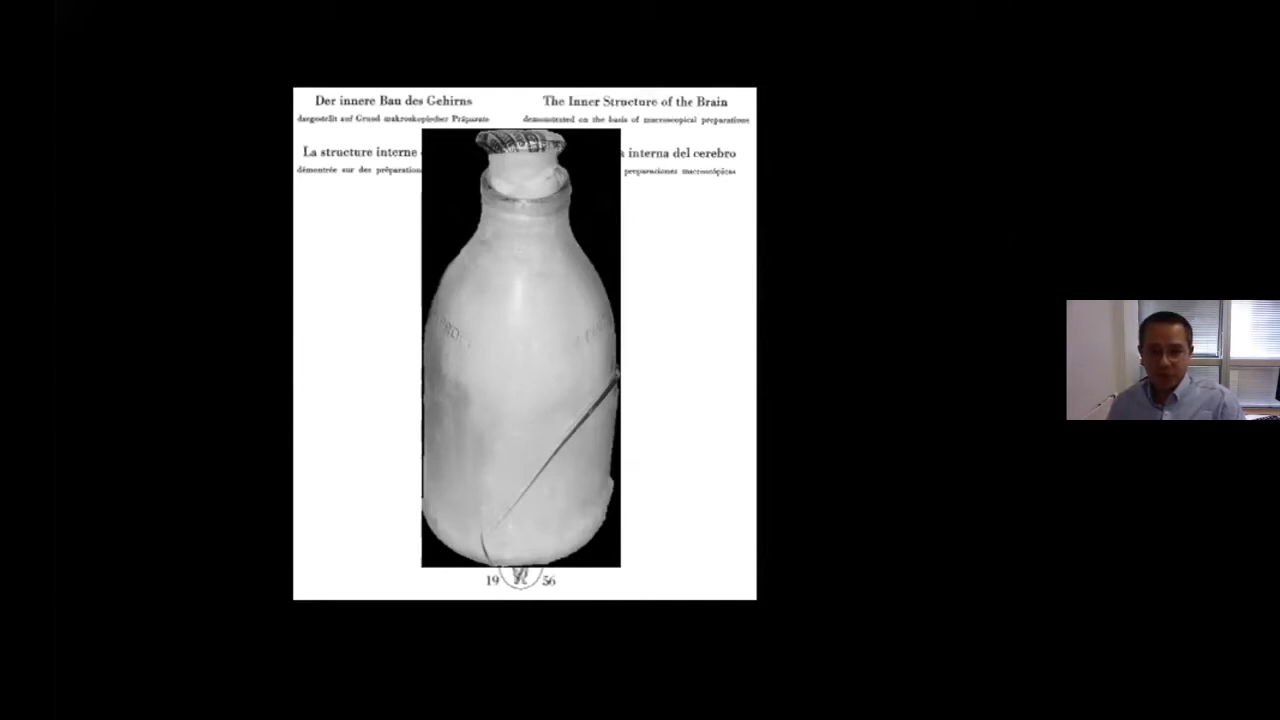 Der innere Bau des Gehirns
dargestellt auf Grund makroskopischer Präparate
The Inner Structure of the Brain
demonstrated on the basis of macroscopical preparations
La structure interne
démontrée sur des préparation
a interna del cerebro
preparaciones macroscópicas
19 56